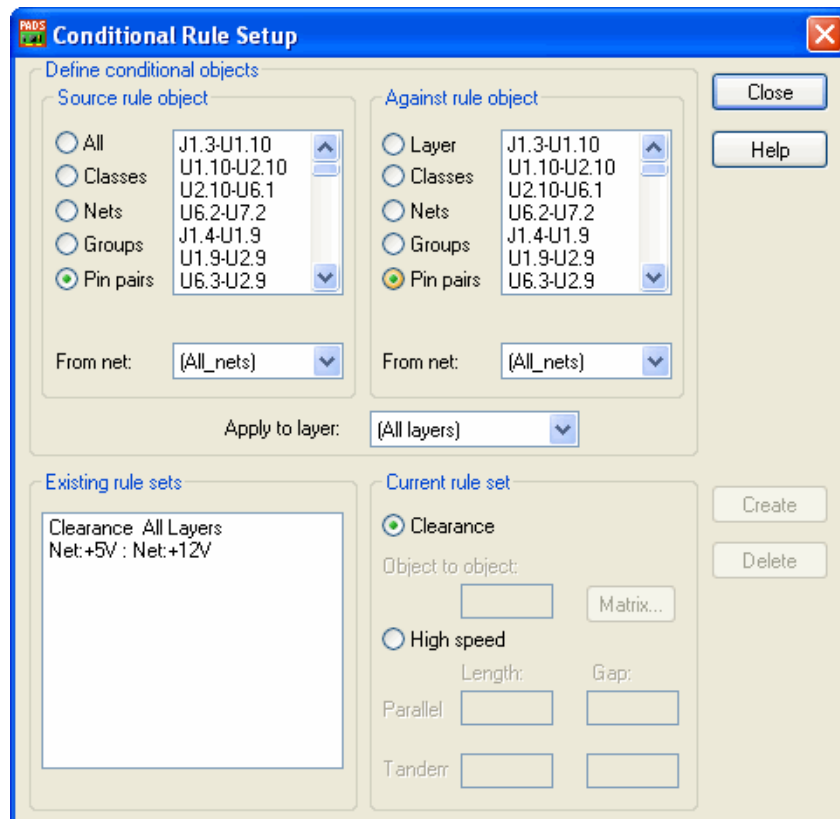 PADS
Conditional Rule Setup
Define conditional objects
Source rule object
All
Classes
Nets
Groups
Pin pairs
J1.3-U1.10
U1.10-U2.10
U2.10-U6.1
U6.2-U7.2
J1.4-U1.9
U1.9-U2.9
U6.3-U2.9
From net:
(All_nets)
Against rule object
Layer
Classes
Nets
Groups
Pin pairs
J1.3-U1.10
U1.10-U2.10
U2.10-U6.1
U6.2-U7.2
J1.4-U1.9
U1.9-U2.9
U6.3-U2.9
From net:
(All_nets)
Close
Help
Apply to layer:
(All layers)
Existing rule sets
Clearance All Layers
Net:+5V : Net:+12V
Current rule set
Clearance
Object to object:
Matrix...
High speed
Length:
Gap:
Parallel
Tanderr
Create
Delete